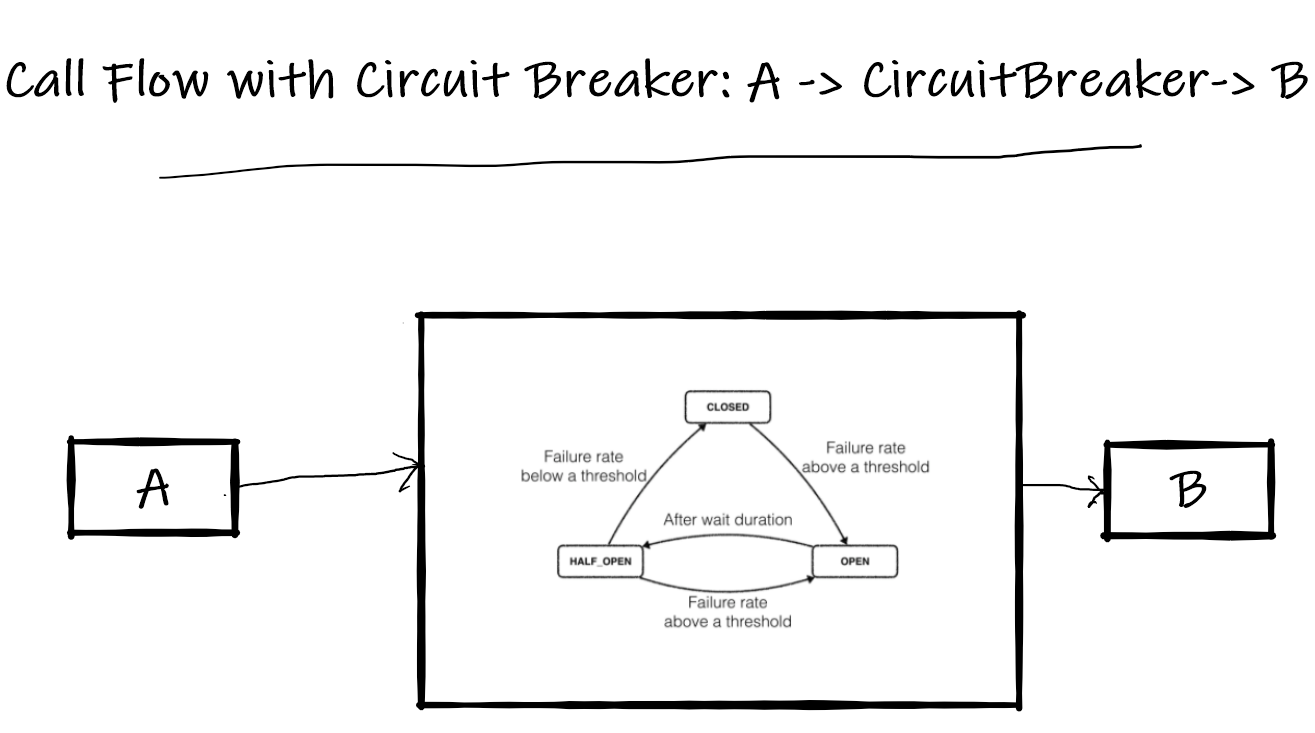 Call Flow with Circuit Breaker: A -> CircuitBreaker-> B
CLOSED
Failure rate
below a threshold
Failure rate
above a threshold
After wait duration
A
HALF_OPEN
OPEN
B
Failure rate
above a threshold